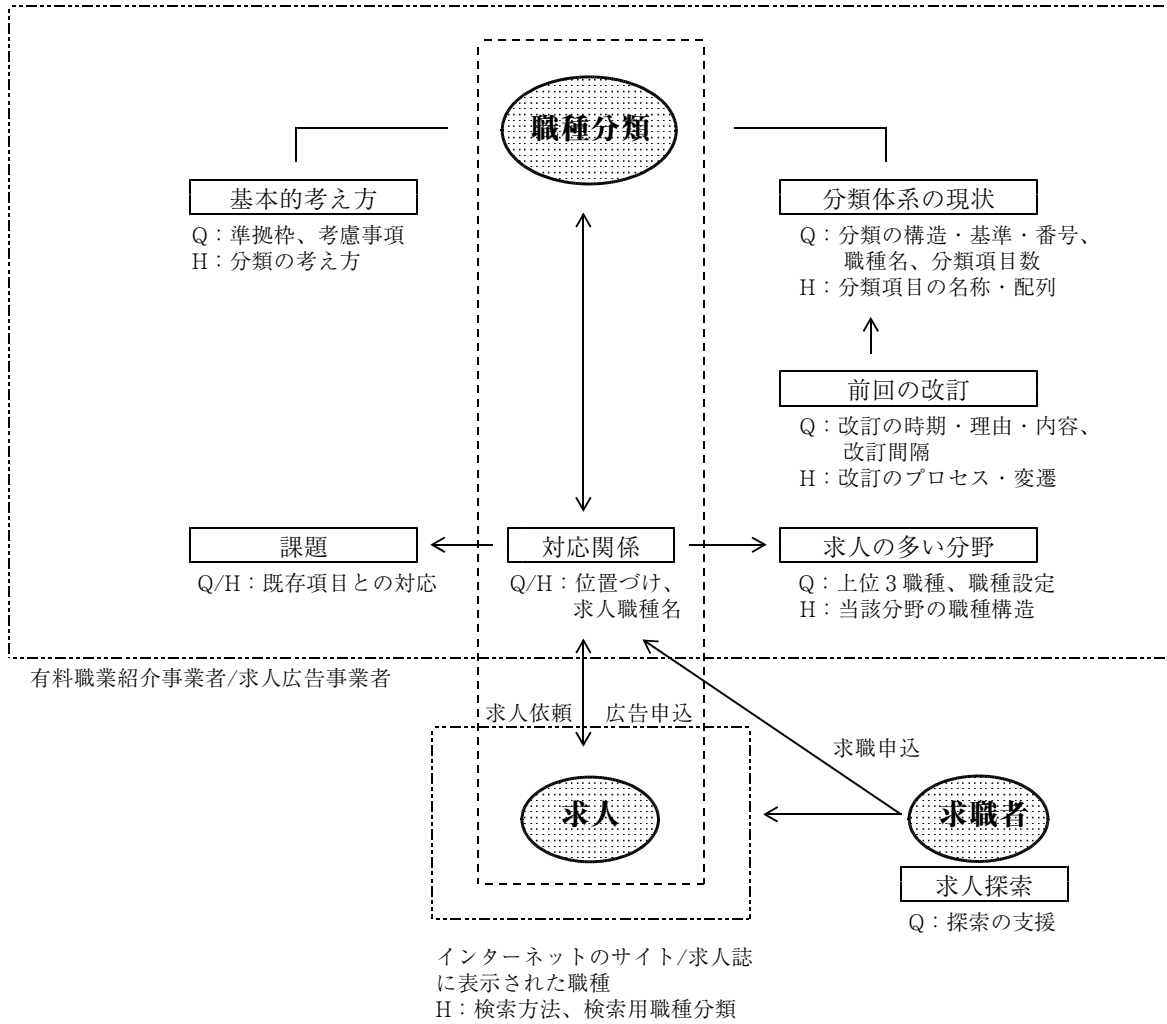 職種分類
基本的考え方
Q：準拠枠、考慮事項
H：分類の考え方
分類体系の現状
Q：分類の構造・基準・番号、
職種名、分類項目数
H：分類項目の名称・配列
前回の改訂
Q：改訂の時期・理由・内容、
改訂間隔
H：改訂のプロセス・変遷
課題
Q/H：既存項目との対応
対応関係
Q/H：位置づけ、
求人職種名
求人の多い分野
Q：上位３職種、職種設定
H：当該分野の職種構造
有料職業紹介事業者/求人広告事業者
求人依頼
広告申込
求職申込
求人
求職者
求人探索
Q：探索の支援
インターネットのサイト/求人誌
に表示された職種
H：検索方法、検索用職種分類